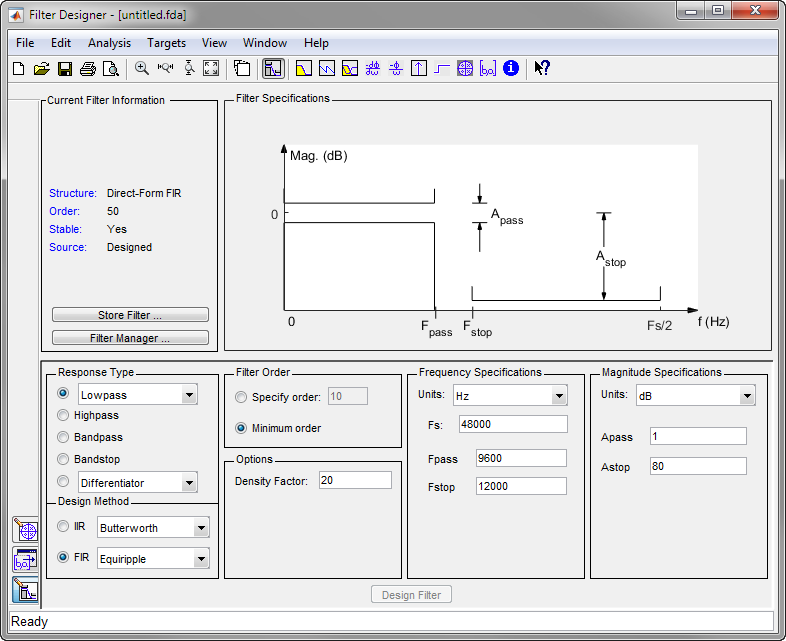 Filter Designer - [untitled.fda]
File Edit Analysis Targets View Window Help
Current Filter Information
Structure: Direct-Form FIR
Order: 50
Stable: Yes
Source: Designed
Store Filter ...
Filter Manager ...
Filter Specifications
Mag. (dB)
0
A pass
A stop
0
F pass
F stop
Fs/2
f (Hz)
Response Type
Lowpass
Highpass
Bandpass
Bandstop
Differentiator
Design Method
IIR Butterworth
FIR Equiripple
Filter Order
Specify order: 10
Minimum order
Options
Density Factor: 20
Frequency Specifications
Units: Hz
Fs: 48000
Fpass 9600
Fstop 12000
Magnitude Specifications
Units: dB
Apass 1
Astop 80
Design Filter
Ready